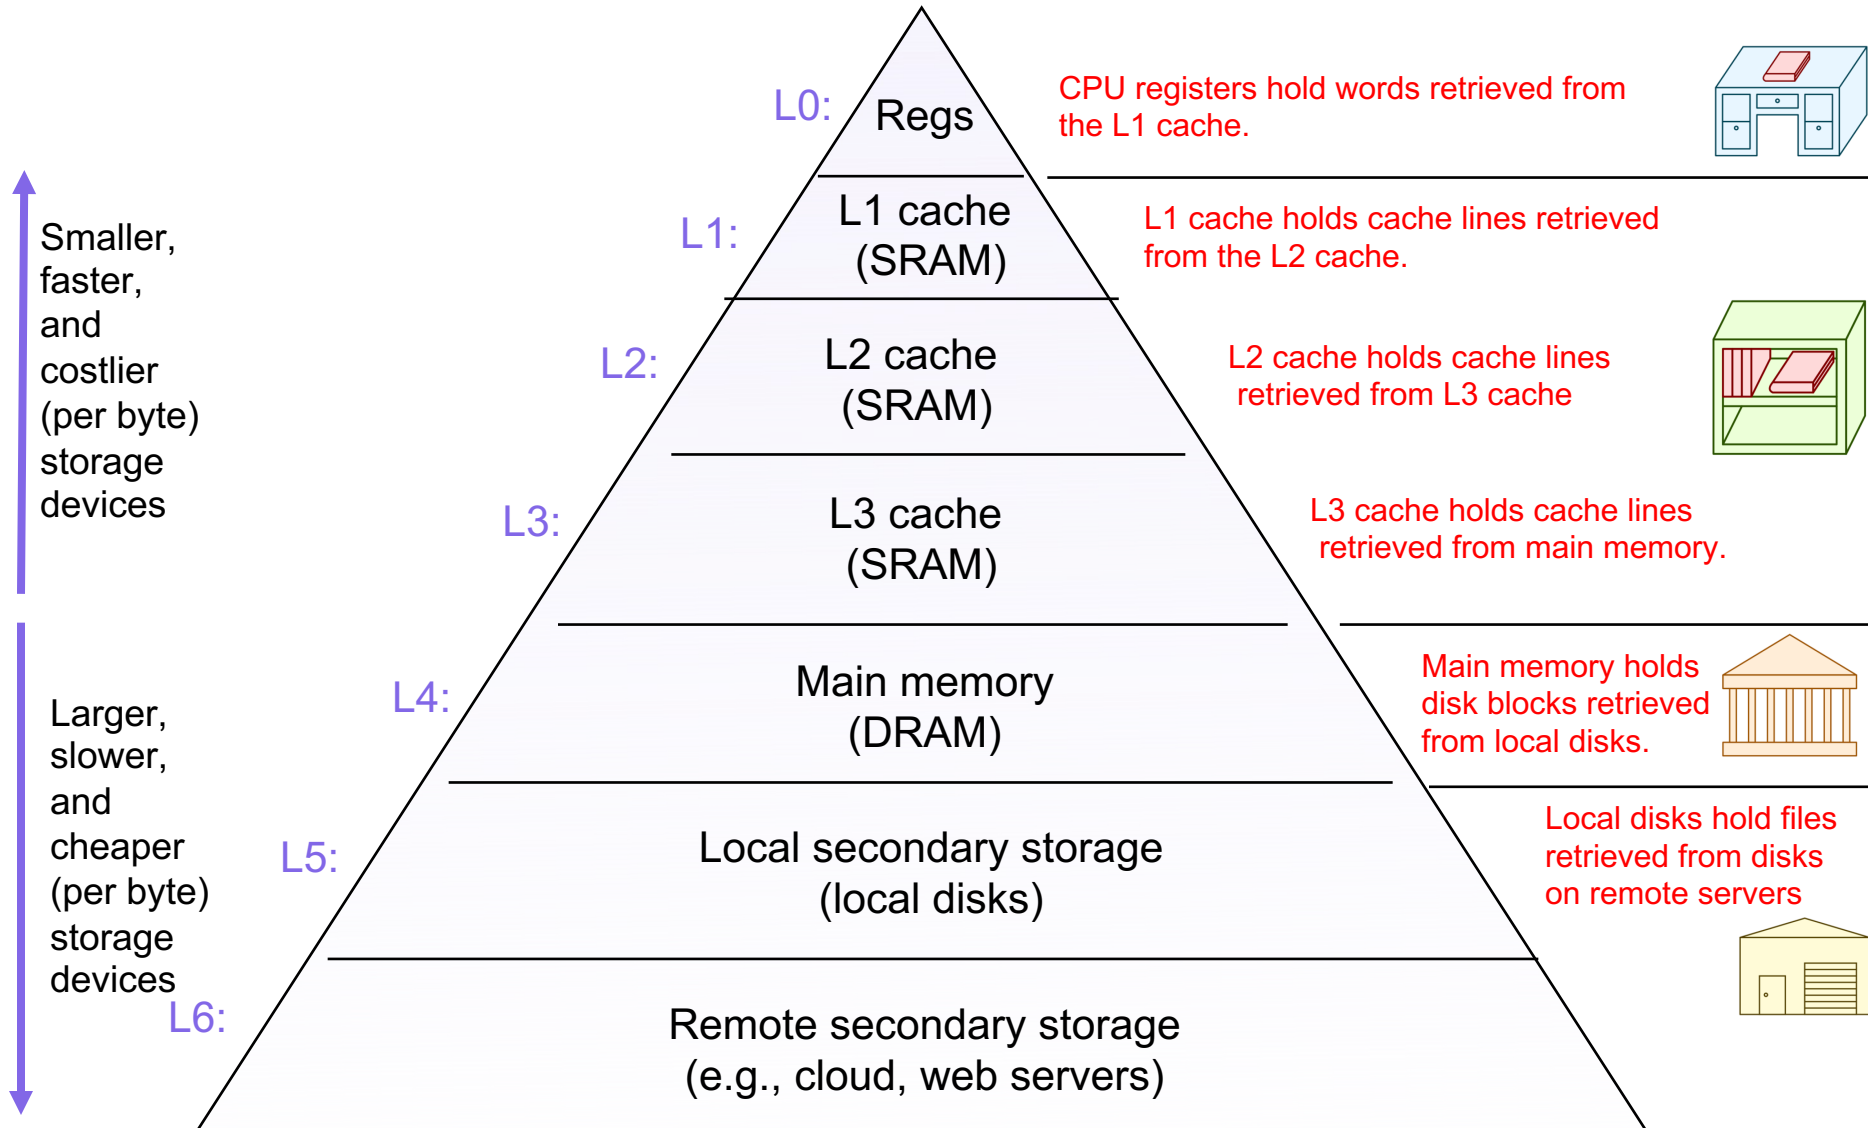 L0:
Regs
CPU registers hold words retrieved from
the L1 cache.
Smaller,
faster,
and
costlier
(per byte)
storage
devices
L1:
L1 cache
(SRAM)
L1 cache holds cache lines retrieved
from the L2 cache.
L2:
L2 cache
(SRAM)
L2 cache holds cache lines
retrieved from L3 cache
L3:
L3 cache
(SRAM)
L3 cache holds cache lines
retrieved from main memory.
Larger,
slower,
and
cheaper
(per byte)
storage
devices
L4:
Main memory
(DRAM)
Main memory holds
disk blocks retrieved
from local disks.
L5:
Local secondary storage
(local disks)
Local disks hold files
retrieved from disks
on remote servers
L6:
Remote secondary storage
(e.g., cloud, web servers)